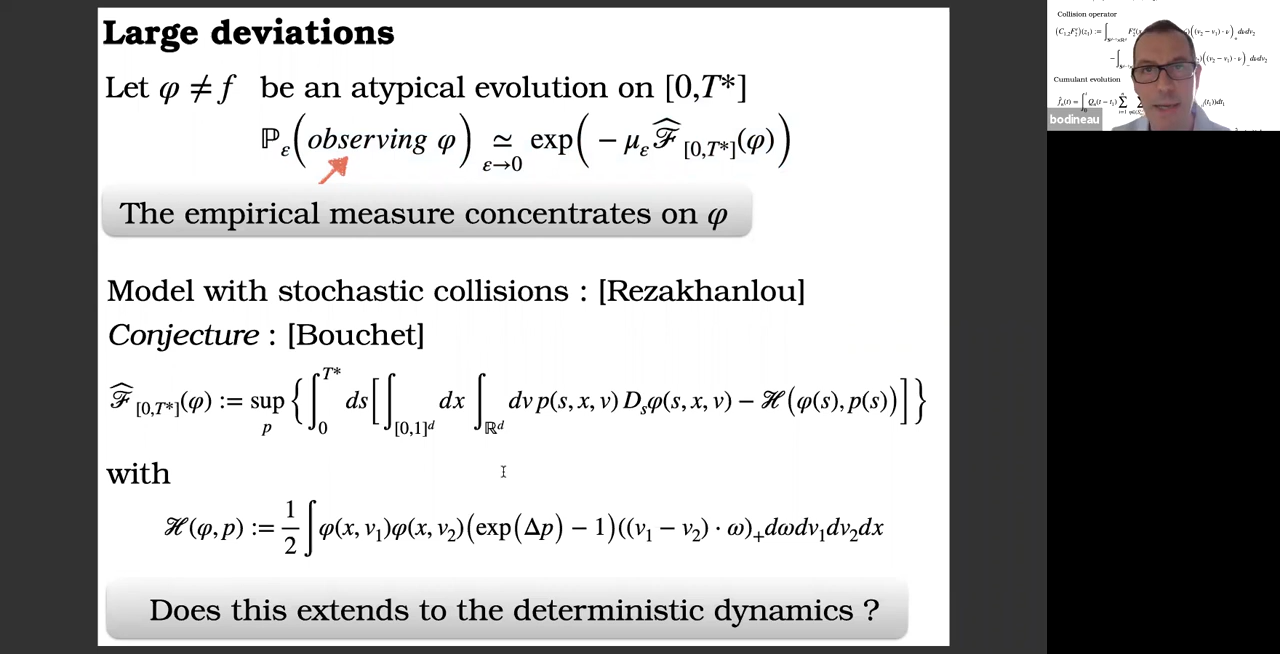 Large deviations
Let φ ≠ f be an atypical evolution on [0,T*]
ℙ_ε(observing φ) ≃_{ε→0} exp(− μ_ε ℱ̂_{[0,T*]}(φ))
The empirical measure concentrates on φ
Model with stochastic collisions : [Rezakhanlou]
Conjecture : [Bouchet]
ℱ̂_{[0,T*]}(φ) := sup_p { ∫_0^{T*} ds[ ∫_{[0,1]^d} dx ∫_{ℝ^d} dv p(s, x, v) D_sφ(s, x, v) − ℋ(φ(s), p(s)) ] }
with
ℋ(φ, p) := 1/2 ∫ φ(x, v_1)φ(x, v_2)(exp(Δp) − 1)((v_1 − v_2) · ω)_+ dωdv_1dv_2dx
Does this extends to the deterministic dynamics ?
Collision operator
Cumulant evolution
bodineau